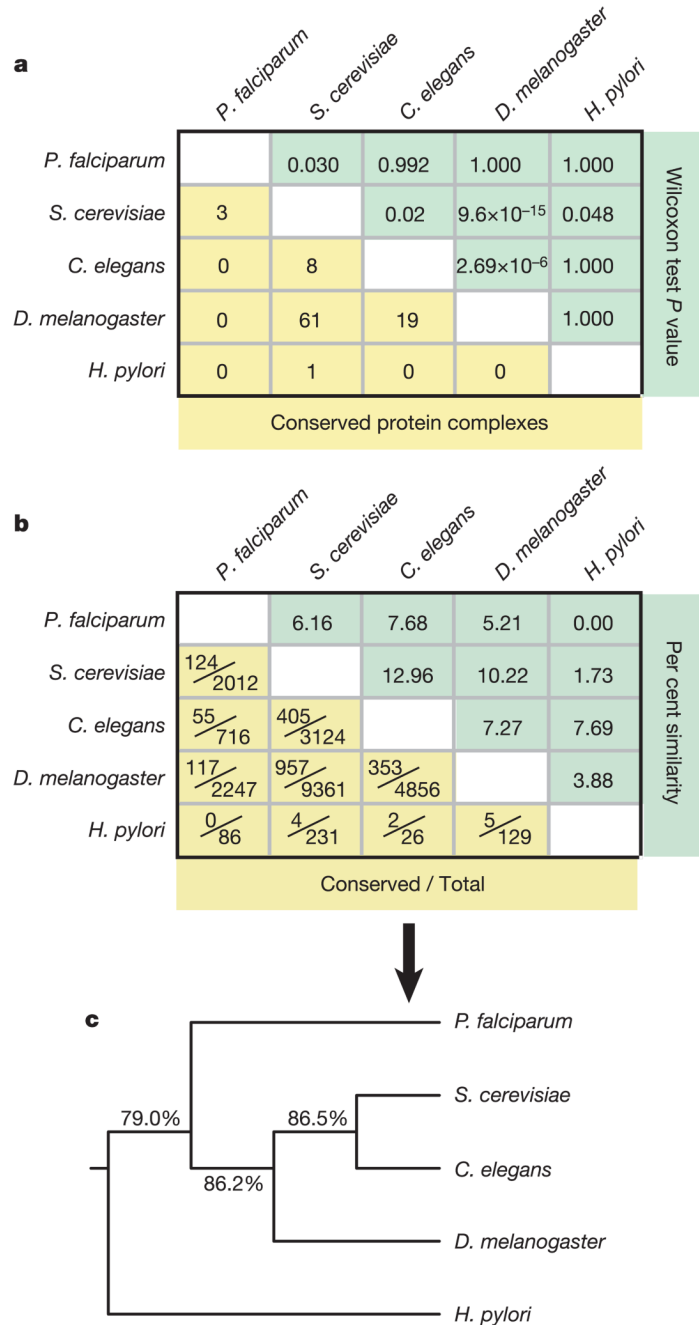 a
P. falciparum S. cerevisiae C. elegans D. melanogaster H. pylori
P. falciparum 0.030 0.992 1.000 1.000
S. cerevisiae 3 0.02 9.6×10–15 0.048
C. elegans 0 8 2.69×10–6 1.000
D. melanogaster 0 61 19 1.000
H. pylori 0 1 0 0
Wilcoxon test P value
Conserved protein complexes
b
P. falciparum S. cerevisiae C. elegans D. melanogaster H. pylori
P. falciparum 6.16 7.68 5.21 0.00
S. cerevisiae 124/2012 12.96 10.22 1.73
C. elegans 55/716 405/3124 7.27 7.69
D. melanogaster 117/2247 957/9361 353/4856 3.88
H. pylori 0/86 4/231 2/26 5/129
Per cent similarity
Conserved / Total
c
P. falciparum
S. cerevisiae
79.0% 86.5%
C. elegans
86.2%
D. melanogaster
H. pylori